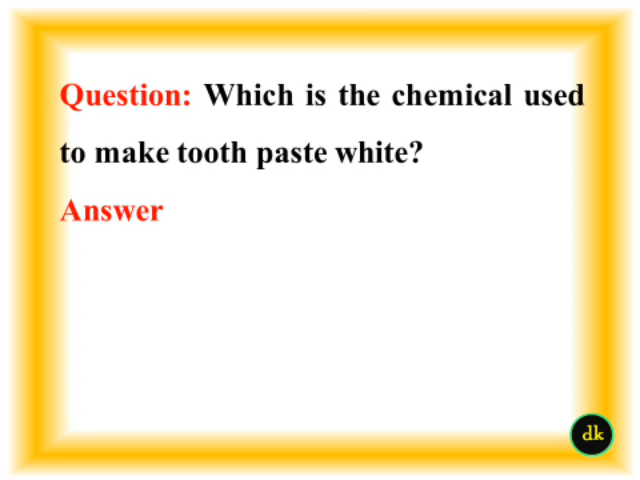 Question: Which is the chemical used
to make tooth paste white?
Answer
dk